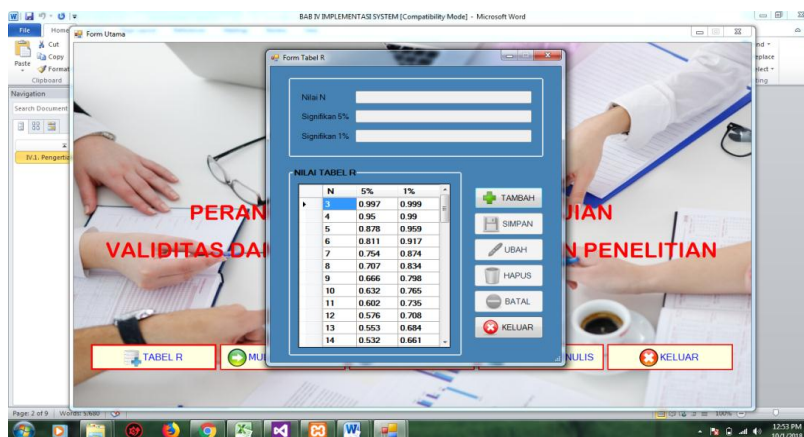 BAB IV IMPLEMENTASI SYSTEM [Compatibility Mode] - Microsoft Word
File
Home
Cut
Copy
Format
Paste
Clipboard
Navigation
Search Document
IV.1. Pengertia
Form Utama
PERAN
JIAN
VALIDITAS DA
N PENELITIAN
TABEL R
MU
NULIS
KELUAR
Form Tabel R
Nilai N
Signifikan 5%
Signifikan 1%
NILAI TABEL R
N 5% 1%
3 0.997 0.999
4 0.95 0.99
5 0.878 0.959
6 0.811 0.917
7 0.754 0.874
8 0.707 0.834
9 0.666 0.798
10 0.632 0.765
11 0.602 0.735
12 0.576 0.708
13 0.553 0.684
14 0.532 0.661
TAMBAH
SIMPAN
UBAH
HAPUS
BATAL
KELUAR
Page: 2 of 9
100%
12:53 PM
10/1/2018